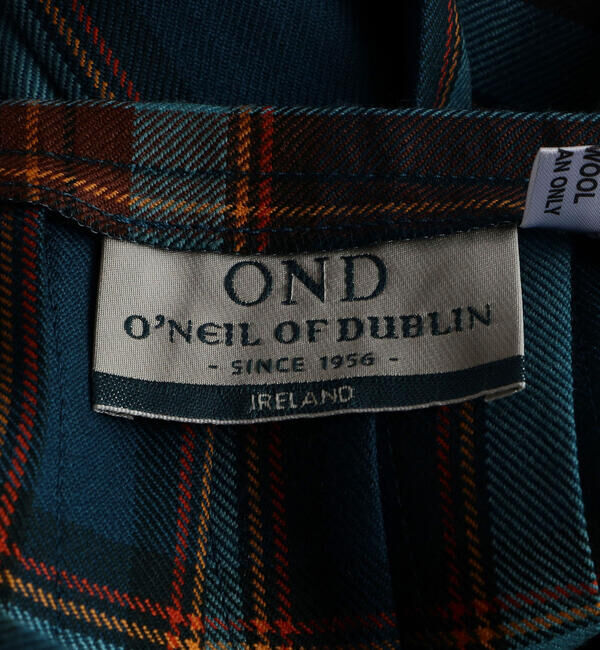 OND
O'NEIL OF DUBLIN
- SINCE 1956 -
IRELAND
WOOL
AN ONLY